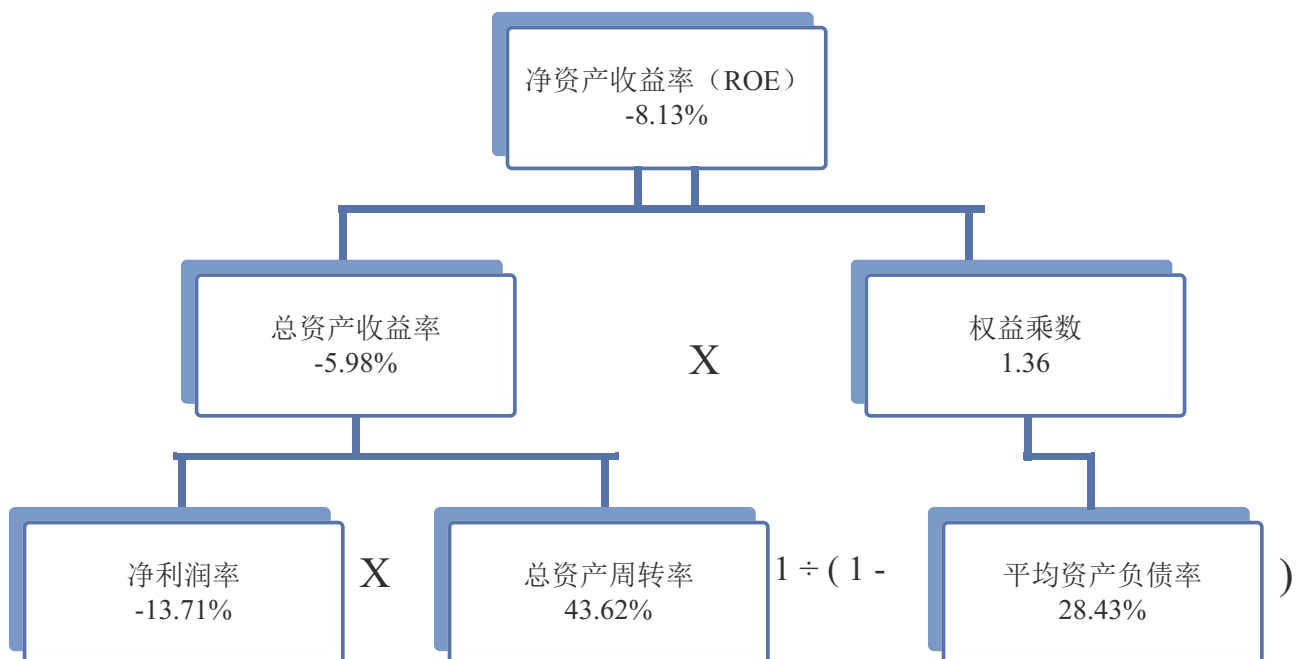 净资产收益率（ROE）
-8.13%
总资产收益率
-5.98%
X
权益乘数
1.36
净利润率
-13.71%
X
总资产周转率
43.62%
1 ÷ ( 1 -
平均资产负债率
28.43%
)